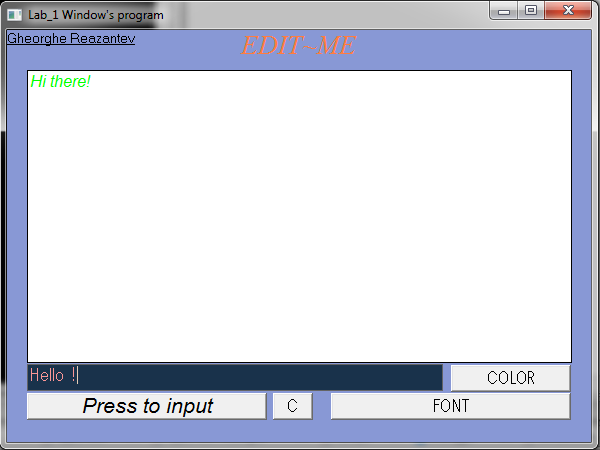 Lab_1 Window's program
Gheorghe Reazantev
EDIT~ME
Hi there!
Hello !
COLOR
Press to input
C
FONT